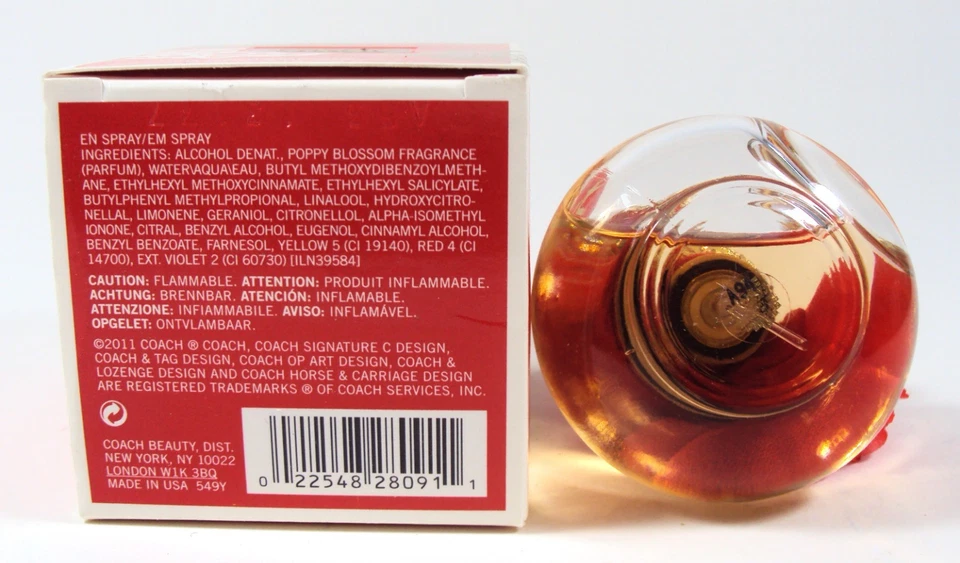 EN SPRAY/EM SPRAY
INGREDIENTS: ALCOHOL DENAT., POPPY BLOSSOM FRAGRANCE
(PARFUM), WATER\AQUA\EAU, BUTYL METHOXYDIBENZOYLMETH-
ANE, ETHYLHEXYL METHOXYCINNAMATE, ETHYLHEXYL SALICYLATE,
BUTYLPHENYL METHYLPROPIONAL, LINALOOL, HYDROXYCITRO-
NELLAL, LIMONENE, GERANIOL, CITRONELLOL, ALPHA-ISOMETHYL
IONONE, CITRAL, BENZYL ALCOHOL, EUGENOL, CINNAMYL ALCOHOL,
BENZYL BENZOATE, FARNESOL, YELLOW 5 (CI 19140), RED 4 (CI
14700), EXT. VIOLET 2 (CI 60730) [ILN39584]
CAUTION: FLAMMABLE. ATTENTION: PRODUIT INFLAMMABLE.
ACHTUNG: BRENNBAR. ATENCIÓN: INFLAMABLE.
ATTENZIONE: INFIAMMABILE. AVISO: INFLAMÁVEL.
OPGELET: ONTVLAMBAAR.
©2011 COACH ® COACH, COACH SIGNATURE C DESIGN,
COACH & TAG DESIGN, COACH OP ART DESIGN, COACH &
LOZENGE DESIGN AND COACH HORSE & CARRIAGE DESIGN
ARE REGISTERED TRADEMARKS ® OF COACH SERVICES, INC.
COACH BEAUTY, DIST.
NEW YORK, NY 10022
LONDON W1K 3BQ
MADE IN USA 549Y
0 22548 28091 1